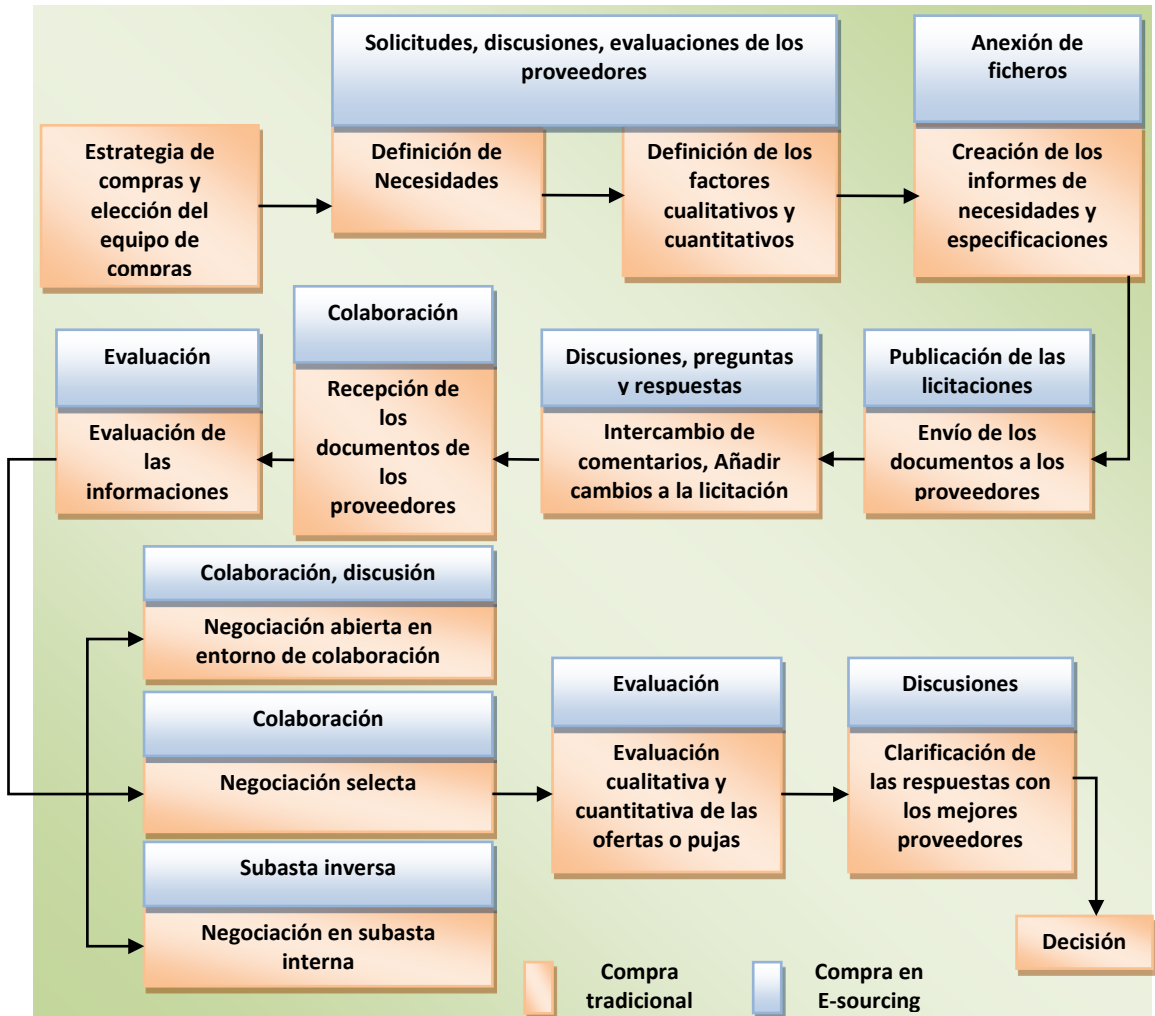 Solicitudes, discusiones, evaluaciones de los
proveedores
Anexión de
ficheros
Estrategia de
compras y
elección del
equipo de
compras
Definición de
Necesidades
Definición de los
factores
cualitativos y
cuantitativos
Creación de los
informes de
necesidades y
especificaciones
Evaluación
Evaluación de
las
informaciones
Colaboración
Recepción de
los
documentos de
los
proveedores
Discusiones, preguntas
y respuestas
Intercambio de
comentarios, Añadir
cambios a la licitación
Publicación de las
licitaciones
Envío de los
documentos a los
proveedores
Colaboración, discusión
Negociación abierta en
entorno de colaboración
Colaboración
Negociación selecta
Subasta inversa
Negociación en subasta
interna
Evaluación
Evaluación
cualitativa y
cuantitativa de las
ofertas o pujas
Discusiones
Clarificación de
las respuestas con
los mejores
proveedores
Decisión
Compra
tradicional
Compra en
E-sourcing